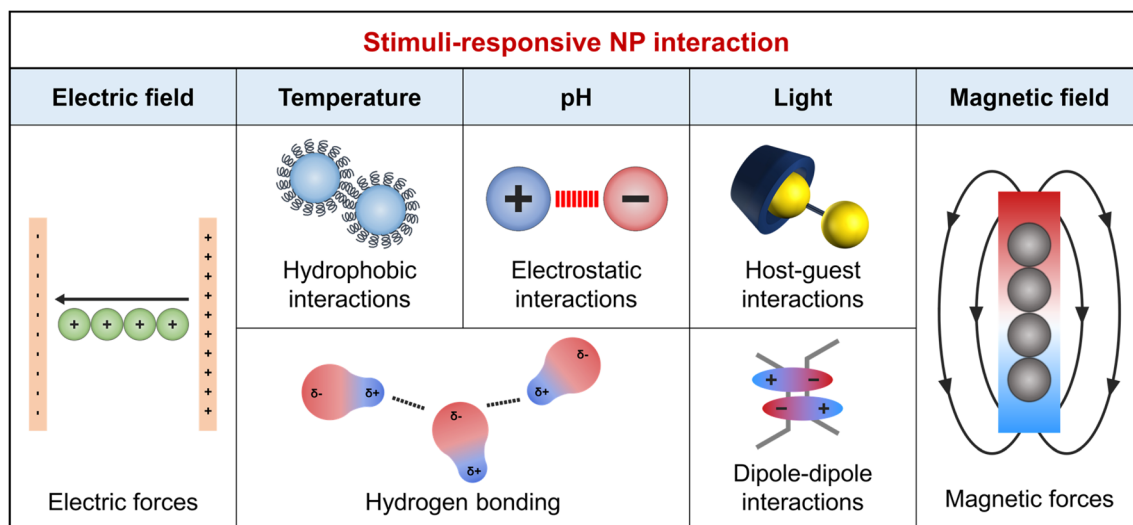 Stimuli-responsive NP interaction
Electric field
Temperature
pH
Light
Magnetic field
- +
- +
- +
- +
- +
- +
- +
- +
- +
- +
+ + + +
Electric forces
Hydrophobic
interactions
+ -
Electrostatic
interactions
Host-guest
interactions
δ- δ+
δ- δ+
δ- δ+
Hydrogen bonding
+ -
- +
Dipole-dipole
interactions
Magnetic forces